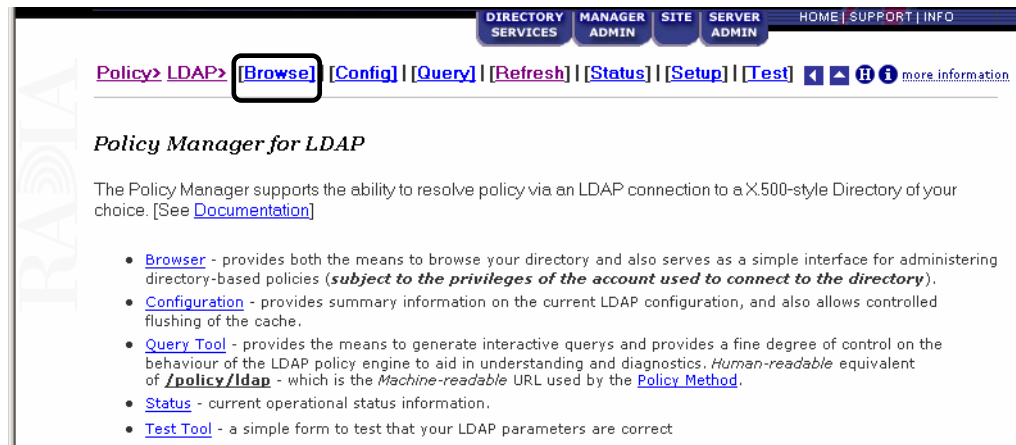 DIRECTORY SERVICES MANAGER ADMIN SITE SERVER ADMIN HOME | SUPPORT | INFO
Policy> LDAP> [Browse] | [Config] | [Query] | [Refresh] | [Status] | [Setup] | [Test] H i more information
RADIA
Policy Manager for LDAP
The Policy Manager supports the ability to resolve policy via an LDAP connection to a X.500-style Directory of your
choice. [See Documentation]
• Browser - provides both the means to browse your directory and also serves as a simple interface for administering
directory-based policies (subject to the privileges of the account used to connect to the directory).
• Configuration - provides summary information on the current LDAP configuration, and also allows controlled
flushing of the cache.
• Query Tool - provides the means to generate interactive querys and provides a fine degree of control on the
behaviour of the LDAP policy engine to aid in understanding and diagnostics. Human-readable equivalent
of /policy/ldap - which is the Machine-readable URL used by the Policy Method.
• Status - current operational status information.
• Test Tool - a simple form to test that your LDAP parameters are correct